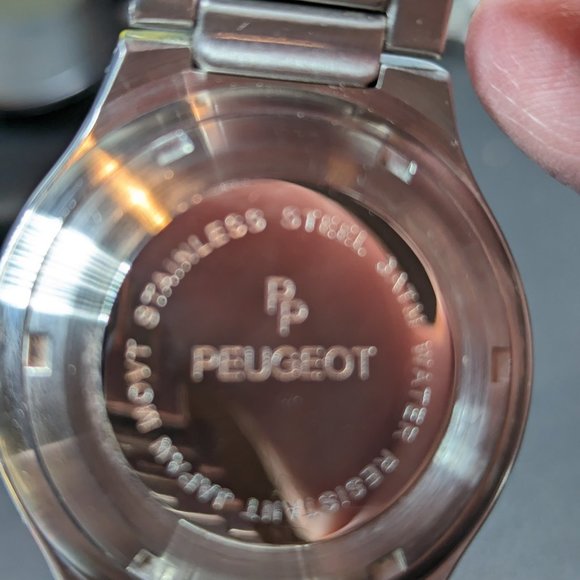 PP
PEUGEOT
STAINLESS STEEL 3ATM WATER RESISTANT JAPAN MOVT